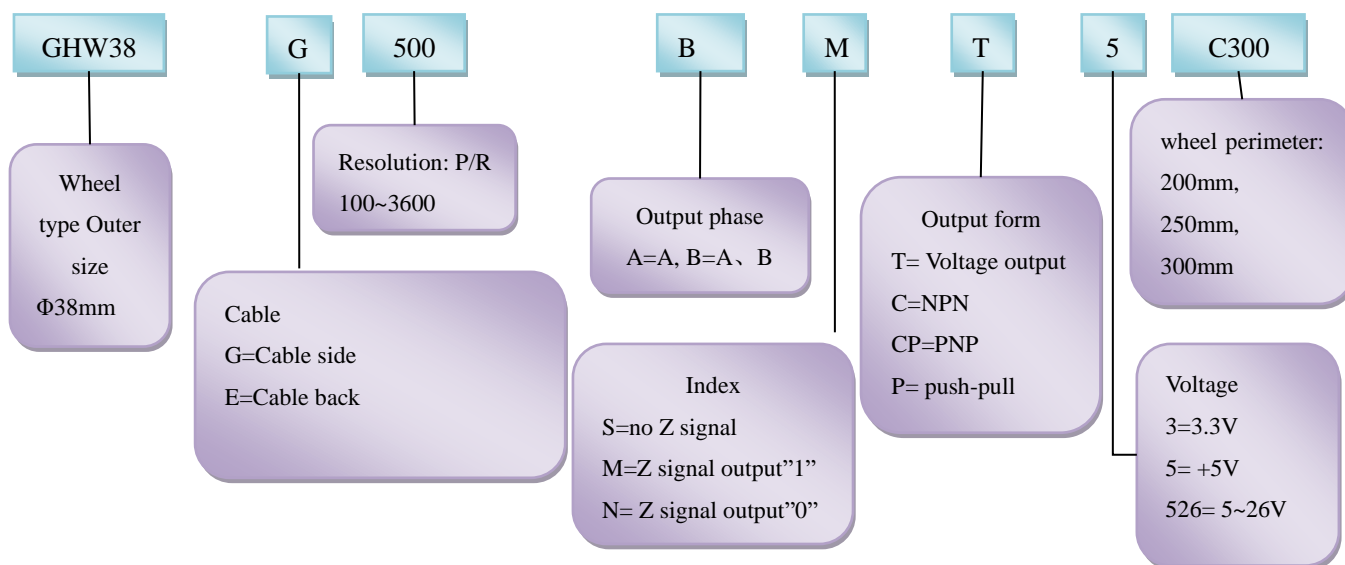 GHW38 G 500 B M T 5 C300
Wheel
type Outer
size
Φ38mm
Cable
G=Cable side
E=Cable back
Resolution: P/R
100~3600
Output phase
A=A, B=A、B
Index
S=no Z signal
M=Z signal output”1”
N= Z signal output”0”
Output form
T= Voltage output
C=NPN
CP=PNP
P= push-pull
Voltage
3=3.3V
5= +5V
526= 5~26V
wheel perimeter:
200mm,
250mm,
300mm